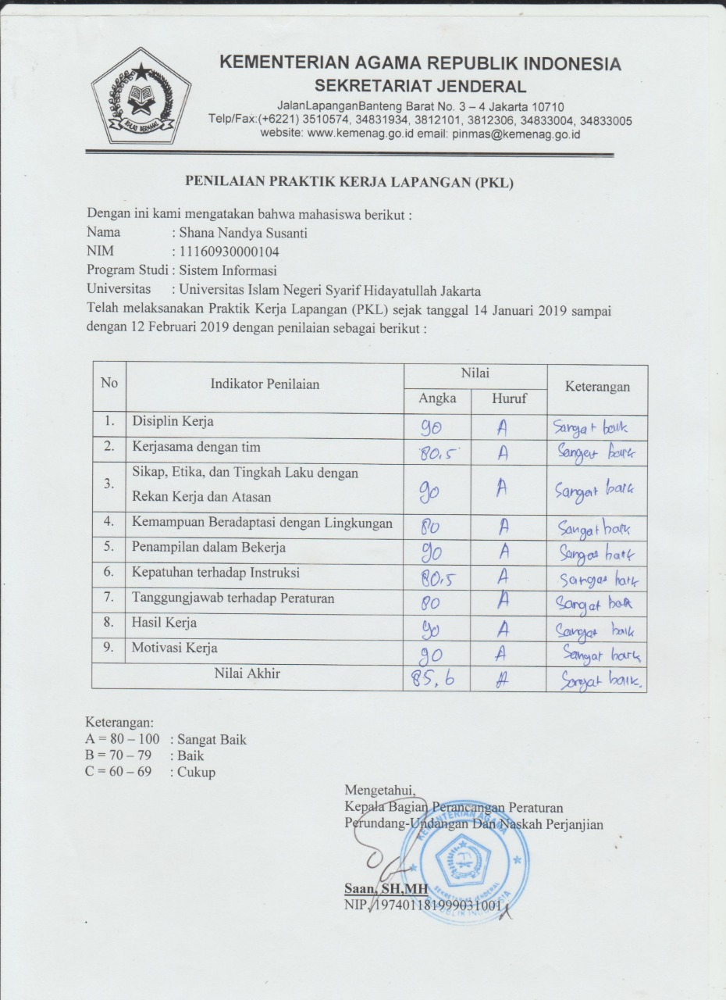 KEMENTERIAN AGAMA REPUBLIK INDONESIA
SEKRETARIAT JENDERAL
JalanLapanganBanteng Barat No. 3 – 4 Jakarta 10710
Telp/Fax:(+6221) 3510574, 34831934, 3812101, 3812306, 34833004, 34833005
website: www.kemenag.go.id email: pinmas@kemenag.go.id
IKHLAS BERAMAL
PENILAIAN PRAKTIK KERJA LAPANGAN (PKL)
Dengan ini kami mengatakan bahwa mahasiswa berikut :
Nama : Shana Nandya Susanti
NIM : 11160930000104
Program Studi : Sistem Informasi
Universitas : Universitas Islam Negeri Syarif Hidayatullah Jakarta
Telah melaksanakan Praktik Kerja Lapangan (PKL) sejak tanggal 14 Januari 2019 sampai
dengan 12 Februari 2019 dengan penilaian sebagai berikut :
No Indikator Penilaian Nilai Keterangan
Angka Huruf
1. Disiplin Kerja 90 A Sangat baik
2. Kerjasama dengan tim 80.5 A Sangat baik
3. Sikap, Etika, dan Tingkah Laku dengan
Rekan Kerja dan Atasan 90 A Sangat baik
4. Kemampuan Beradaptasi dengan Lingkungan 80 A Sangat baik
5. Penampilan dalam Bekerja 90 A Sangat baik
6. Kepatuhan terhadap Instruksi 80.5 A Sangat baik
7. Tanggungjawab terhadap Peraturan 80 A Sangat baik
8. Hasil Kerja 90 A Sangat baik
9. Motivasi Kerja 90 A Sangat baik
Nilai Akhir 85,6 A Sangat baik.
Keterangan:
A = 80 – 100 : Sangat Baik
B = 70 – 79 : Baik
C = 60 – 69 : Cukup
Mengetahui,
Kepala Bagian Perancangan Peraturan
Perundang-Undangan Dan Naskah Perjanjian
KEMENTERIAN AGAMA
SEKRETARIAT JENDERAL
REPUBLIK INDONESIA
Saan, SH,MH
NIP. 197401181999031001